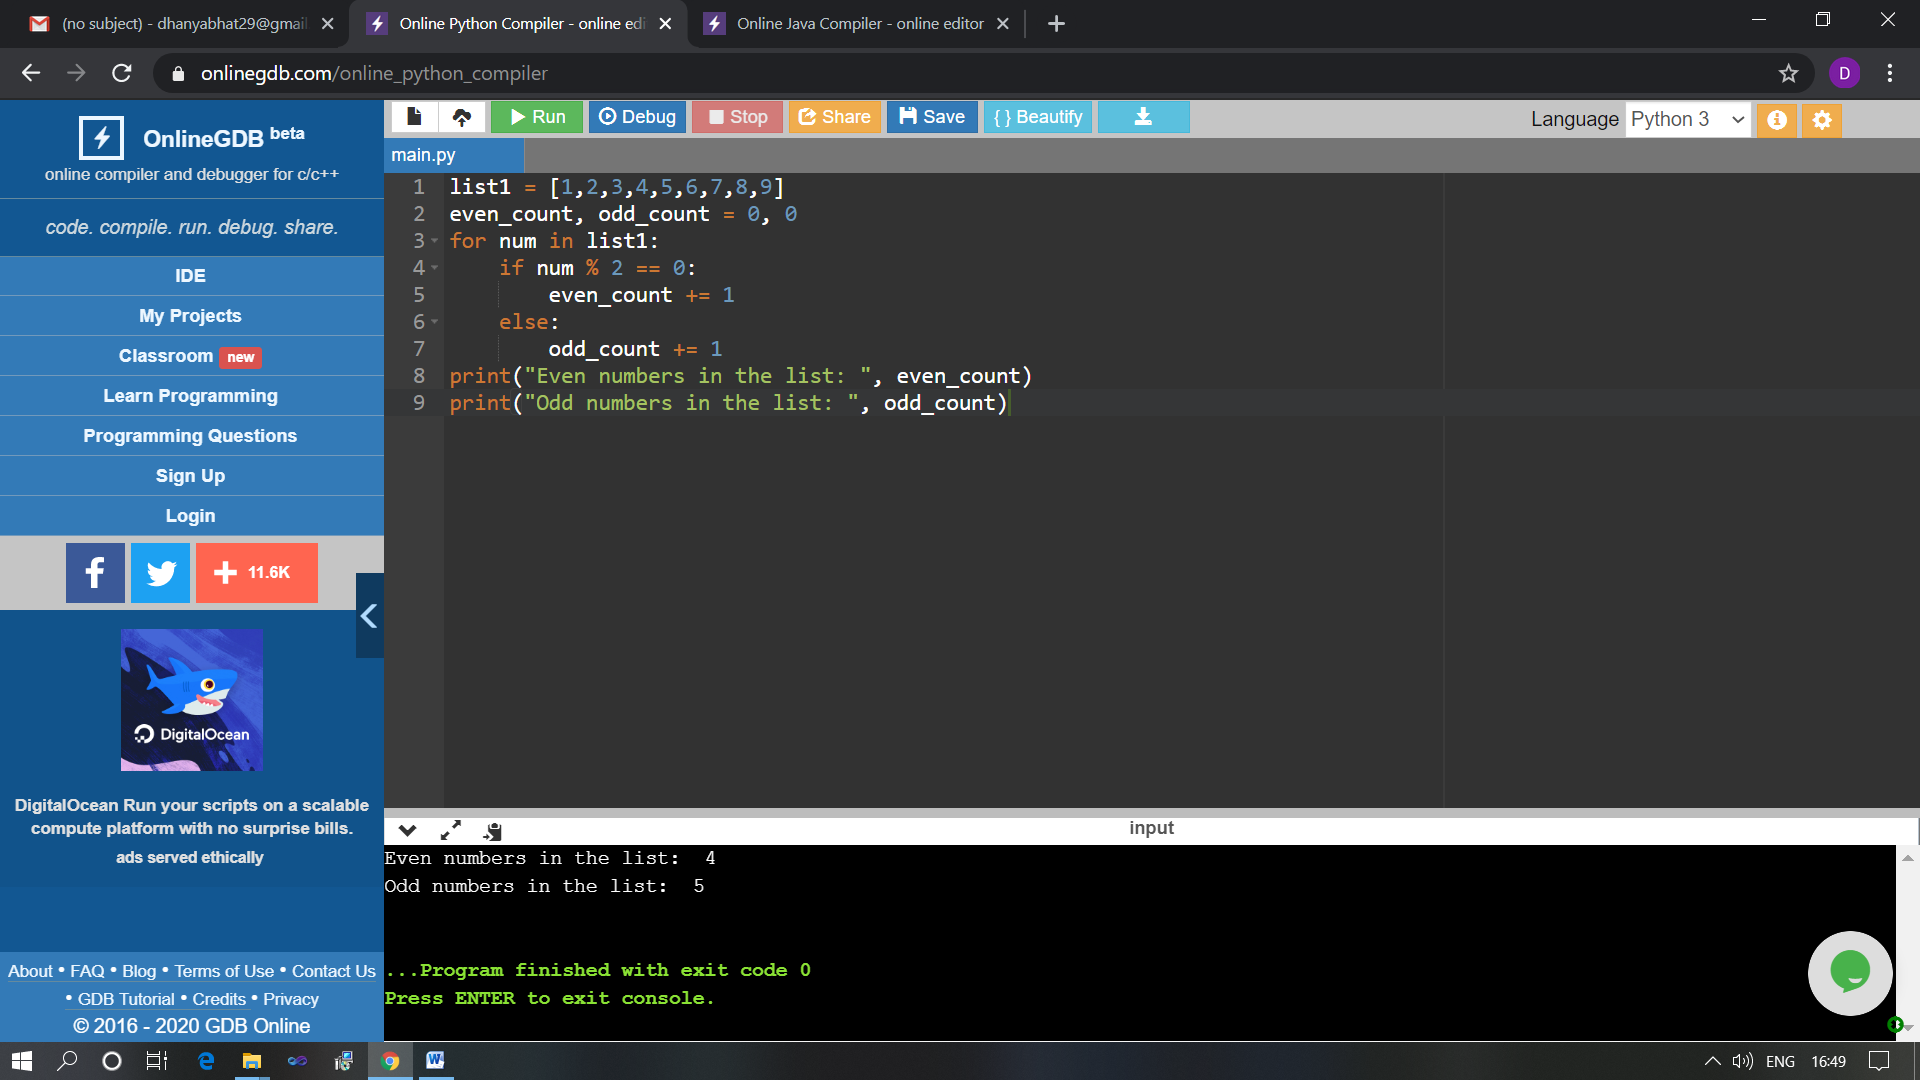 (no subject) - dhanyabhat29@gmail
Online Python Compiler - online edi
Online Java Compiler - online editor
onlinegdb.com/online_python_compiler
D
OnlineGDB beta
online compiler and debugger for c/c++
code. compile. run. debug. share.
IDE
My Projects
Classroom new
Learn Programming
Programming Questions
Sign Up
Login
11.6K
DigitalOcean
DigitalOcean Run your scripts on a scalable
compute platform with no surprise bills.
ads served ethically
About • FAQ • Blog • Terms of Use • Contact Us
• GDB Tutorial • Credits • Privacy
© 2016 - 2020 GDB Online
Run Debug Stop Share Save { } Beautify
Language Python 3
main.py
1 list1 = [1,2,3,4,5,6,7,8,9]
2 even_count, odd_count = 0, 0
3 for num in list1:
4     if num % 2 == 0:
5         even_count += 1
6     else:
7         odd_count += 1
8 print("Even numbers in the list: ", even_count)
9 print("Odd numbers in the list: ", odd_count)
input
Even numbers in the list:  4
Odd numbers in the list:  5
...Program finished with exit code 0
Press ENTER to exit console.
ENG 16:49